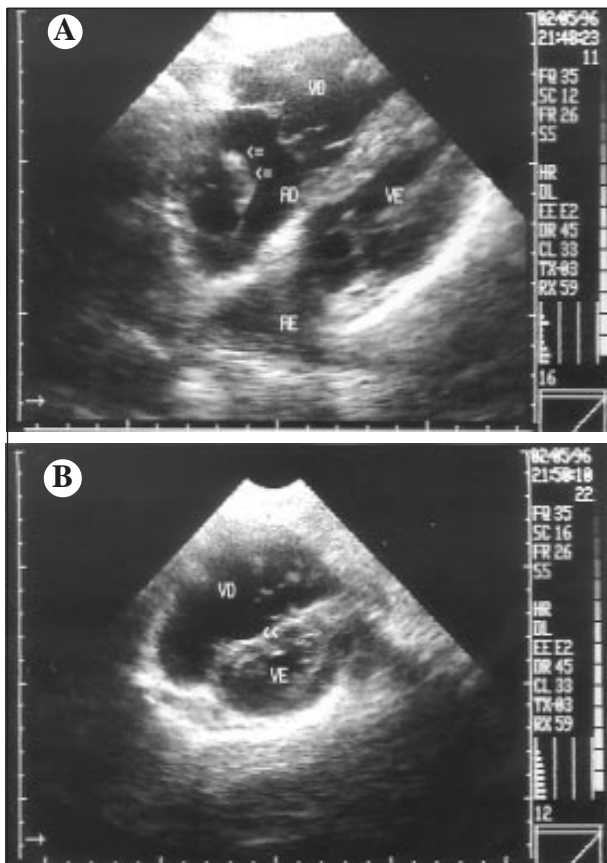 A
02/05/96
21:48:23
11
FQ 35
SC 12
FR 26
SS
HR
DL
EE E2
DR 45
CL 33
TX-03
RX 59
16
VD
<=
<=
AD
VE
AE
→
B
02/05/96
21:50:10
22
FQ 35
SC 16
FR 26
SS
HR
DL
EE E2
DR 45
CL 33
TX-03
RX 59
12
VD
<<
VE
→